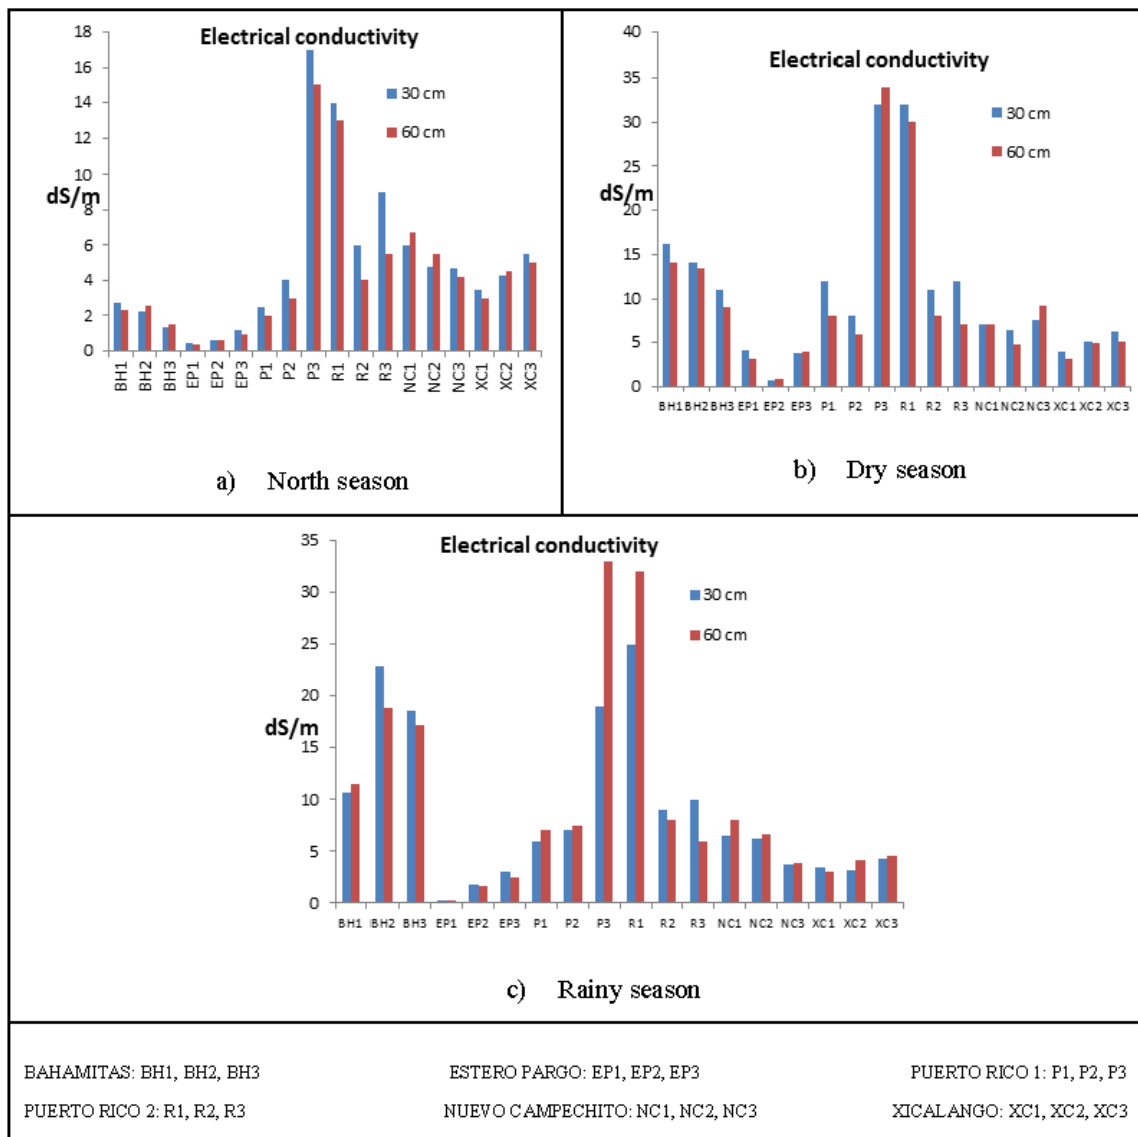 Electrical conductivity
18
16
14
12
10
8
6
4
2
0
dS/m
30 cm
60 cm
BH1 BH2 BH3 EP1 EP2 EP3 P1 P2 P3 R1 R2 R3 NC1 NC2 NC3 XC1 XC2 XC3
a) North season
Electrical conductivity
40
35
30
25
20
15
10
5
0
dS/m
30 cm
60 cm
BH1 BH2 BH3 EP1 EP2 EP3 P1 P2 P3 R1 R2 R3 NC1 NC2 NC3 XC1 XC2 XC3
b) Dry season
Electrical conductivity
35
30
25
20
15
10
5
0
dS/m
30 cm
60 cm
BH1 BH2 BH3 EP1 EP2 EP3 P1 P2 P3 R1 R2 R3 NC1 NC2 NC3 XC1 XC2 XC3
c) Rainy season
BAHAMITAS: BH1, BH2, BH3 ESTERO PARGO: EP1, EP2, EP3 PUERTO RICO 1: P1, P2, P3
PUERTO RICO 2: R1, R2, R3 NUEVO CAMPECHITO: NC1, NC2, NC3 XICALANGO: XC1, XC2, XC3